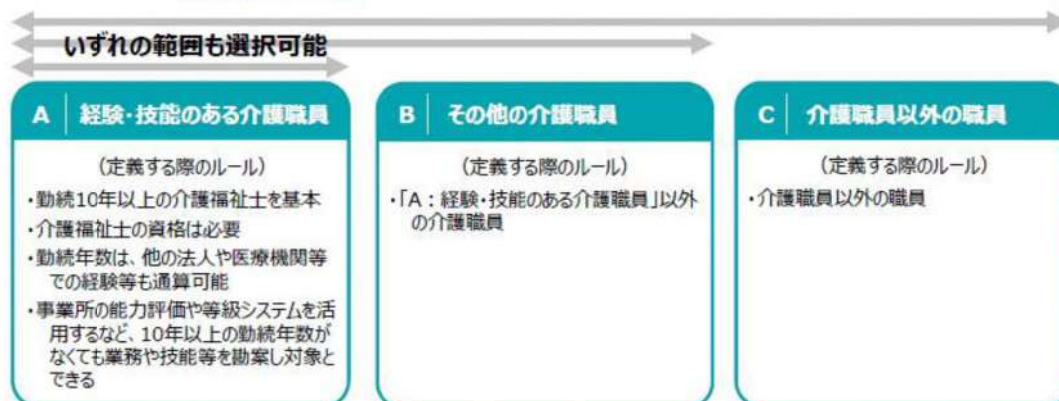 いずれの範囲も選択可能
A 経験・技能のある介護職員
(定義する際のルール)
・勤続10年以上の介護福祉士を基本
・介護福祉士の資格は必要
・勤続年数は、他の法人や医療機関等
での経験等も通算可能
・事業所の能力評価や等級システムを活
用するなど、10年以上の勤続年数が
なくても業務や技能等を勘案し対象と
できる
B その他の介護職員
(定義する際のルール)
・「A：経験・技能のある介護職員」以外
の介護職員
C 介護職員以外の職員
(定義する際のルール)
・介護職員以外の職員